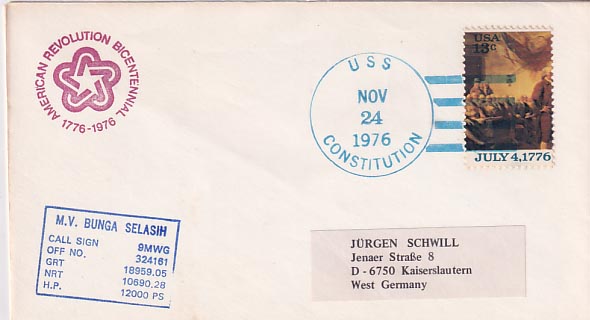 AMERICAN REVOLUTION BICENTENNIAL
1776-1976
USS
NOV
24
1976
CONSTITUTION
USA
13c
JULY 4,1776
M.V. BUNGA SELASIH
CALL SIGN 9MWG
OFF NO. 324161
GRT 18959.05
NRT 10690.28
H.P. 12000 PS
JÜRGEN SCHWILL
Jenaer Straße 8
D - 6750 Kaiserslautern
West Germany